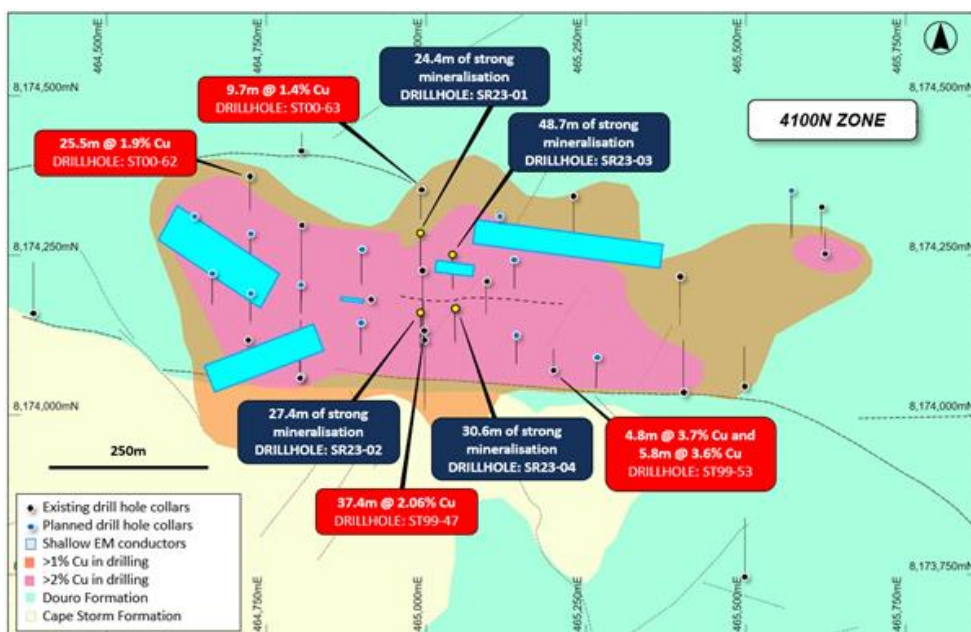 464,500mE
464,750mE
465,250mE
465,500mE
465,750mE
8,174,500mN
8,174,500mN
24.4m of strong
mineralisation
DRILLHOLE: SR23-01
9.7m @ 1.4% Cu
DRILLHOLE: ST00-63
4100N ZONE
25.5m @ 1.9% Cu
DRILLHOLE: ST00-62
48.7m of strong
mineralisation
DRILLHOLE: SR23-03
8,174,250mN
8,174,250mN
8,174,000mN
8,174,000mN
27.4m of strong
mineralisation
DRILLHOLE: SR23-02
30.6m of strong
mineralisation
DRILLHOLE: SR23-04
4.8m @ 3.7% Cu and
5.8m @ 3.6% Cu
DRILLHOLE: ST99-53
250m
37.4m @ 2.06% Cu
DRILLHOLE: ST99-47
Existing drill hole collars
Planned drill hole collars
Shallow EM conductors
>1% Cu in drilling
>2% Cu in drilling
Douro Formation
Cape Storm Formation
8,173,750mN
464,750mE
465,000mE
465,250mE
465,500mE
465,750mE